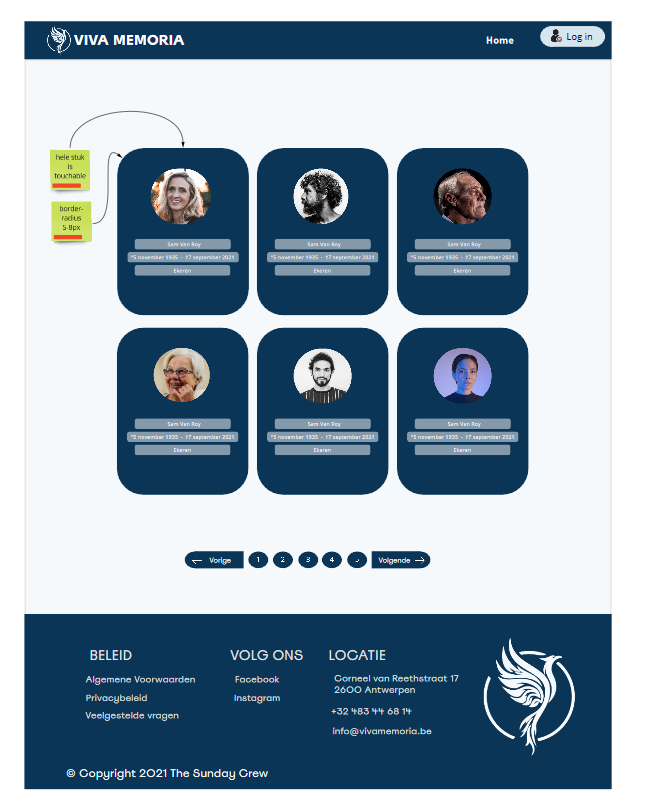 VIVA MEMORIA
Home
Log in
hele stuk
is
touchable
border-
radius
5-8px
Sam Van Roy
Sam Van Roy
Sam Van Roy
°5 november 1935 - 17 september 2021
°5 november 1935 - 17 september 2021
°5 november 1935 - 17 september 2021
Ekeren
Ekeren
Ekeren
Sam Van Roy
Sam Van Roy
Sam Van Roy
°5 november 1935 - 17 september 2021
°5 november 1935 - 17 september 2021
°5 november 1935 - 17 september 2021
Ekeren
Ekeren
Ekeren
← Vorige 1 2 3 4 5 Volgende →
BELEID
Algemene Voorwaarden
Privacybeleid
Veelgestelde vragen
VOLG ONS
Facebook
Instagram
LOCATIE
Corneel van Reethstraat 17
2600 Antwerpen
+32 483 44 68 14
info@vivamemoria.be
© Copyright 2021 The Sunday Crew